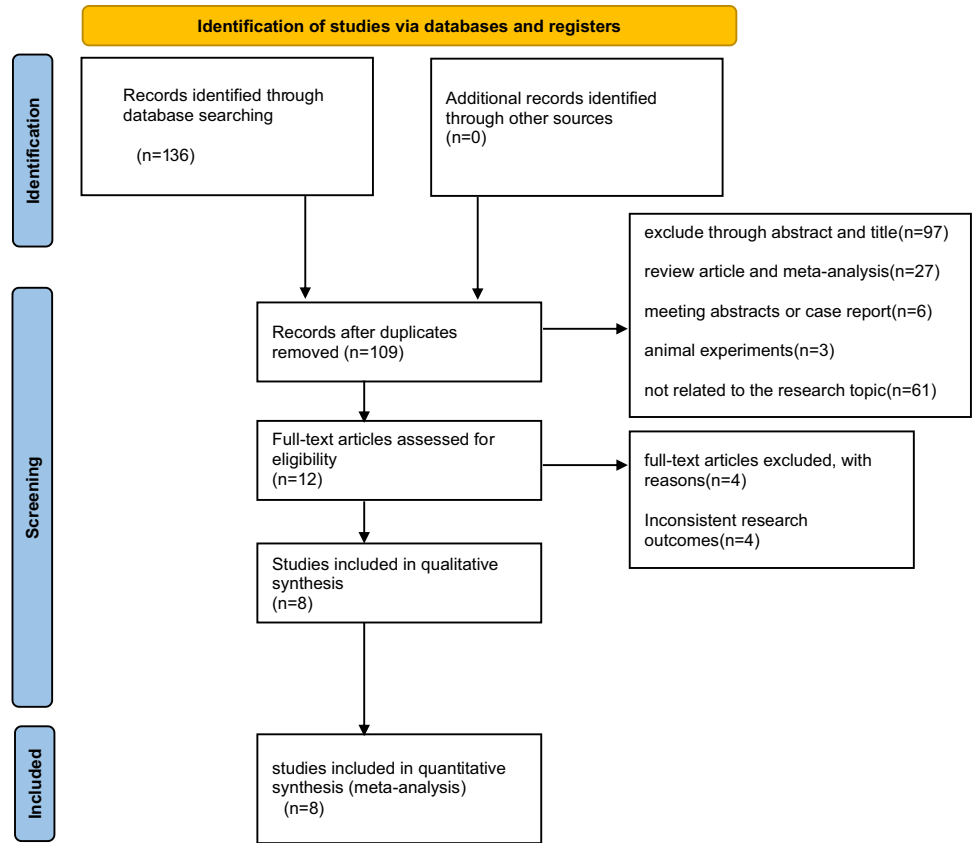 Identification of studies via databases and registers
Identification
Records identified through
database searching
(n=136)
Additional records identified
through other sources
(n=0)
exclude through abstract and title(n=97)
review article and meta-analysis(n=27)
meeting abstracts or case report(n=6)
animal experiments(n=3)
not related to the research topic(n=61)
Screening
Records after duplicates
removed (n=109)
Full-text articles assessed for
eligibility
(n=12)
full-text articles excluded, with
reasons(n=4)
Inconsistent research
outcomes(n=4)
Studies included in qualitative
synthesis
(n=8)
Included
studies included in quantitative
synthesis (meta-analysis)
(n=8)